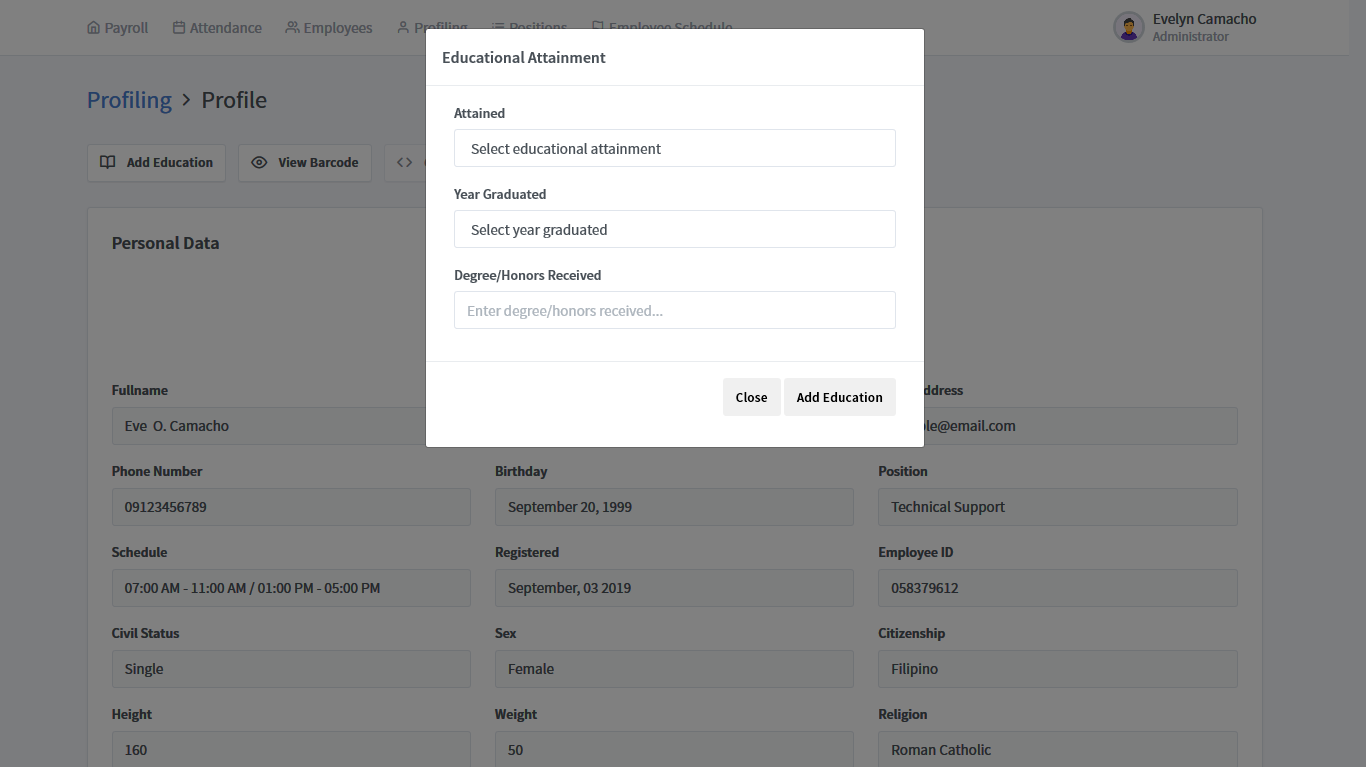 Payroll Attendance Employees Profiling Positions Employee Schedule
Evelyn Camacho
Administrator
Educational Attainment
Profiling > Profile
Attained
Select educational attainment
Add Education View Barcode
Year Graduated
Select year graduated
Personal Data
Degree/Honors Received
Enter degree/honors received...
Close Add Education
Fullname
Eve O. Camacho
ddress
le@email.com
Phone Number Birthday Position
09123456789 September 20, 1999 Technical Support
Schedule Registered Employee ID
07:00 AM - 11:00 AM / 01:00 PM - 05:00 PM September, 03 2019 058379612
Civil Status Sex Citizenship
Single Female Filipino
Height Weight Religion
160 50 Roman Catholic